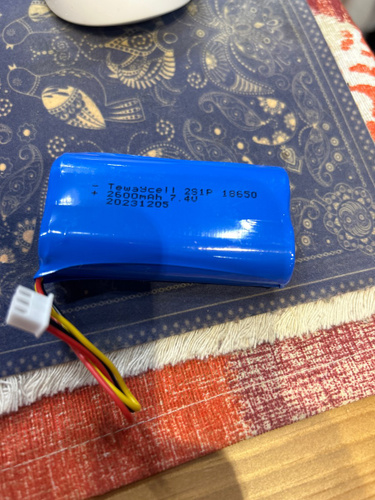 - Tewaycell 2S1P 18650
+ 2600mAh 7.4V
20231205